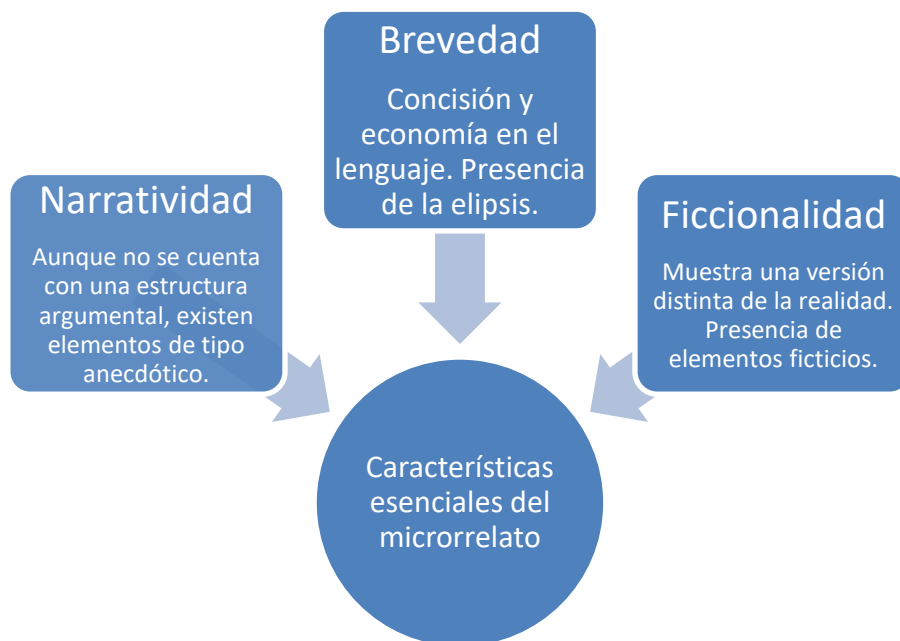 Brevedad
Concisión y
economía en el
lenguaje. Presencia
de la elipsis.
Narratividad
Aunque no se cuenta
con una estructura
argumental, existen
elementos de tipo
anecdótico.
Ficcionalidad
Muestra una versión
distinta de la realidad.
Presencia de
elementos ficticios.
Características
esenciales del
microrrelato